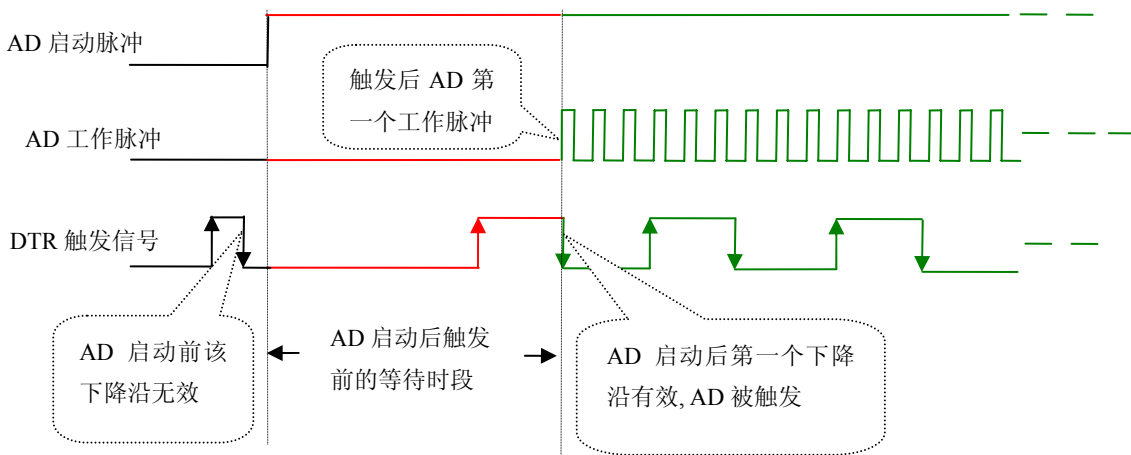 AD 启动脉冲
触发后 AD 第
一个工作脉冲
AD 工作脉冲
DTR 触发信号
AD 启动前该
下降沿无效
AD 启动后触发
前的等待时段
AD 启动后第一个下降
沿有效, AD 被触发